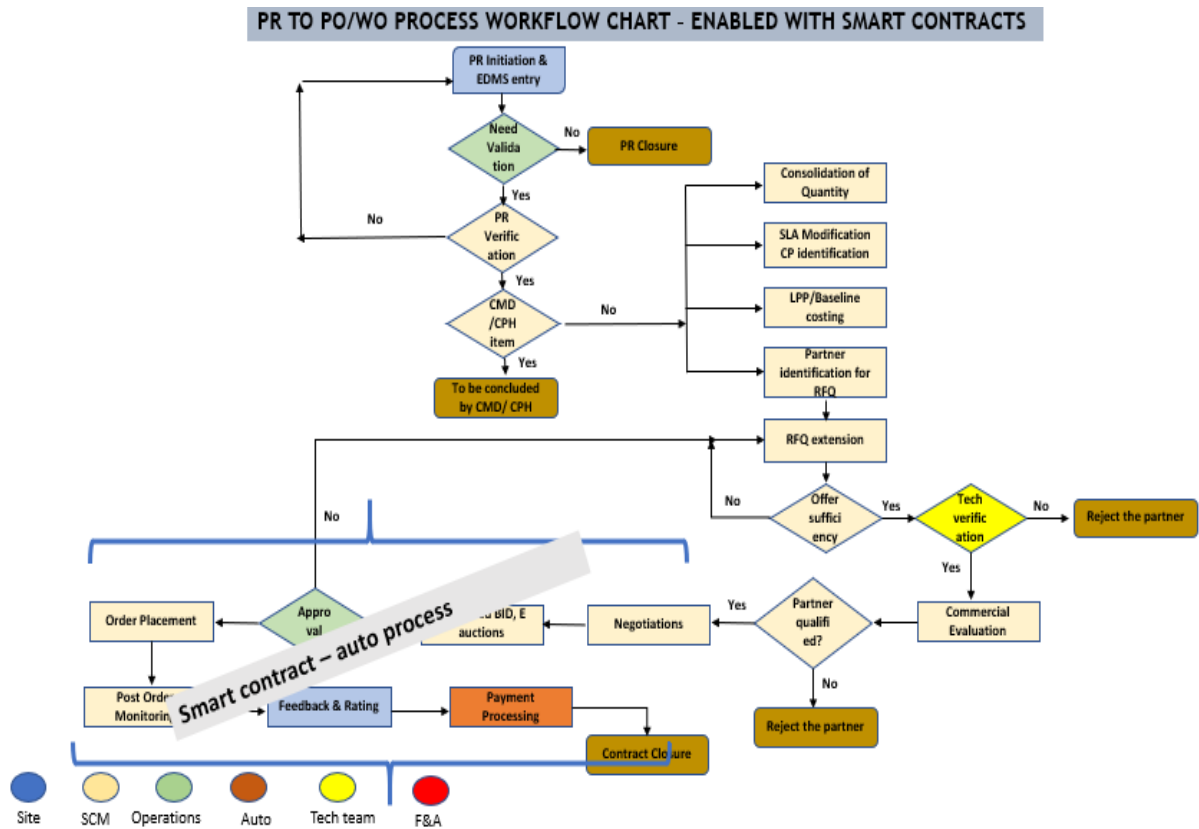 PR TO PO/WO PROCESS WORKFLOW CHART – ENABLED WITH SMART CONTRACTS
PR Initiation &
EDMS entry
Need
Valida
tion
No
PR Closure
Yes
Consolidation of
Quantity
No
PR
Verific
ation
SLA Modification
CP identification
Yes
CMD
/CPH
item
No
LPP/Baseline
costing
Yes
Partner
identification for
RFQ
To be concluded
by CMD/ CPH
RFQ extension
No
No
Offer
suffici
ency
Yes
Tech
verific
ation
No
Reject the partner
Yes
Order Placement
Appro
val
BID, E
auctions
Negotiations
Yes
Partner
qualifi
ed?
Commercial
Evaluation
Smart contract – auto process
No
Post Order
Monitoring
Feedback & Rating
Payment
Processing
Reject the partner
Contract Closure
Site
SCM
Operations
Auto
Tech team
F&A